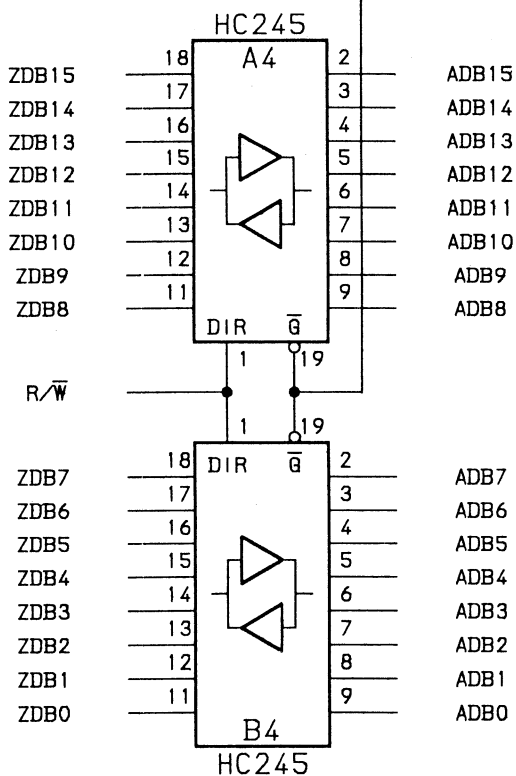 HC245
A4
ZDB15 18 2 ADB15
ZDB14 17 3 ADB14
ZDB13 16 4 ADB13
ZDB12 15 5 ADB12
ZDB11 14 6 ADB11
ZDB10 13 7 ADB10
ZDB9 12 8 ADB9
ZDB8 11 9 ADB8
DIR G̅
1 19
R/W̅
1 19
DIR G̅
ZDB7 18 2 ADB7
ZDB6 17 3 ADB6
ZDB5 16 4 ADB5
ZDB4 15 5 ADB4
ZDB3 14 6 ADB3
ZDB2 13 7 ADB2
ZDB1 12 8 ADB1
ZDB0 11 9 ADB0
B4
HC245